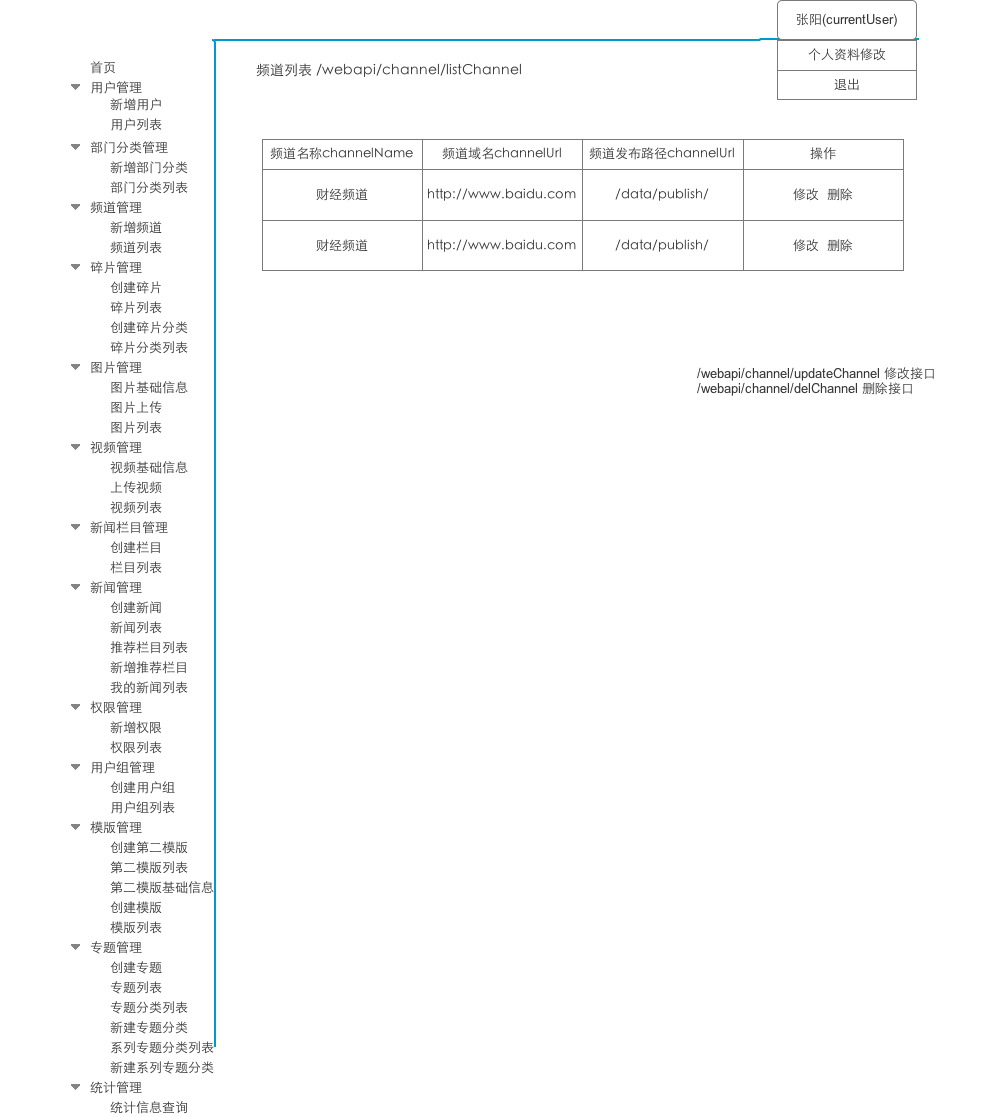 张阳(currentUser)
个人资料修改
退出
首页
用户管理
新增用户
用户列表
部门分类管理
新增部门分类
部门分类列表
频道管理
新增频道
频道列表
碎片管理
创建碎片
碎片列表
创建碎片分类
碎片分类列表
图片管理
图片基础信息
图片上传
图片列表
视频管理
视频基础信息
上传视频
视频列表
新闻栏目管理
创建栏目
栏目列表
新闻管理
创建新闻
新闻列表
推荐栏目列表
新增推荐栏目
我的新闻列表
权限管理
新增权限
权限列表
用户组管理
创建用户组
用户组列表
模版管理
创建第二模版
第二模版列表
第二模版基础信息
创建模版
模版列表
专题管理
创建专题
专题列表
专题分类列表
新建专题分类
系列专题分类列表
新建系列专题分类
统计管理
统计信息查询
频道列表 /webapi/channel/listChannel
频道名称channelName 频道域名channelUrl 频道发布路径channelUrl 操作
财经频道 http://www.baidu.com /data/publish/ 修改 删除
财经频道 http://www.baidu.com /data/publish/ 修改 删除
/webapi/channel/updateChannel 修改接口
/webapi/channel/delChannel 删除接口